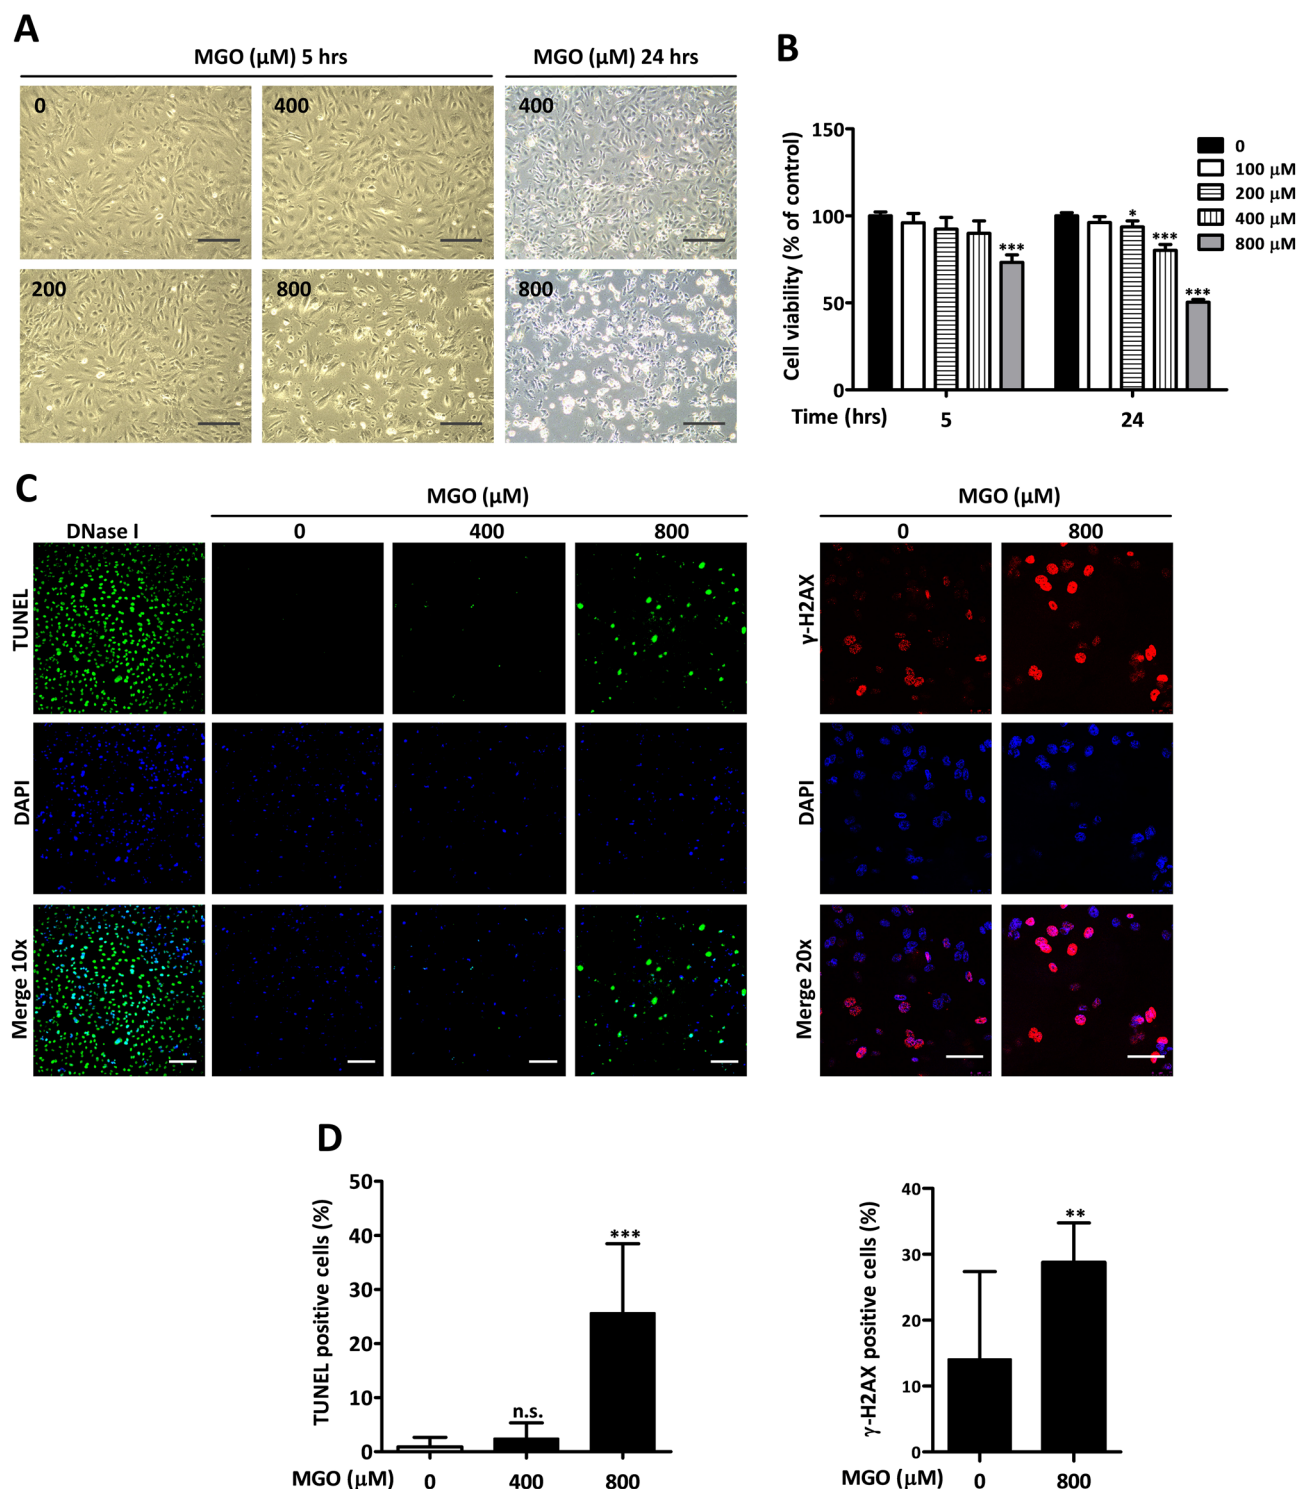 A
MGO (µM) 5 hrs
MGO (µM) 24 hrs
0
400
400
200
800
800
B
Cell viability (% of control)
150
100
50
0
*
***
***
***
0
100 µM
200 µM
400 µM
800 µM
Time (hrs)
5
24
C
MGO (µM)
MGO (µM)
DNase I
0
400
800
0
800
TUNEL
DAPI
Merge 10x
γ-H2AX
DAPI
Merge 20x
D
TUNEL positive cells (%)
50
40
30
20
10
0
n.s.
***
MGO (µM)
0
400
800
γ-H2AX positive cells (%)
40
30
20
10
0
**
MGO (µM)
0
800